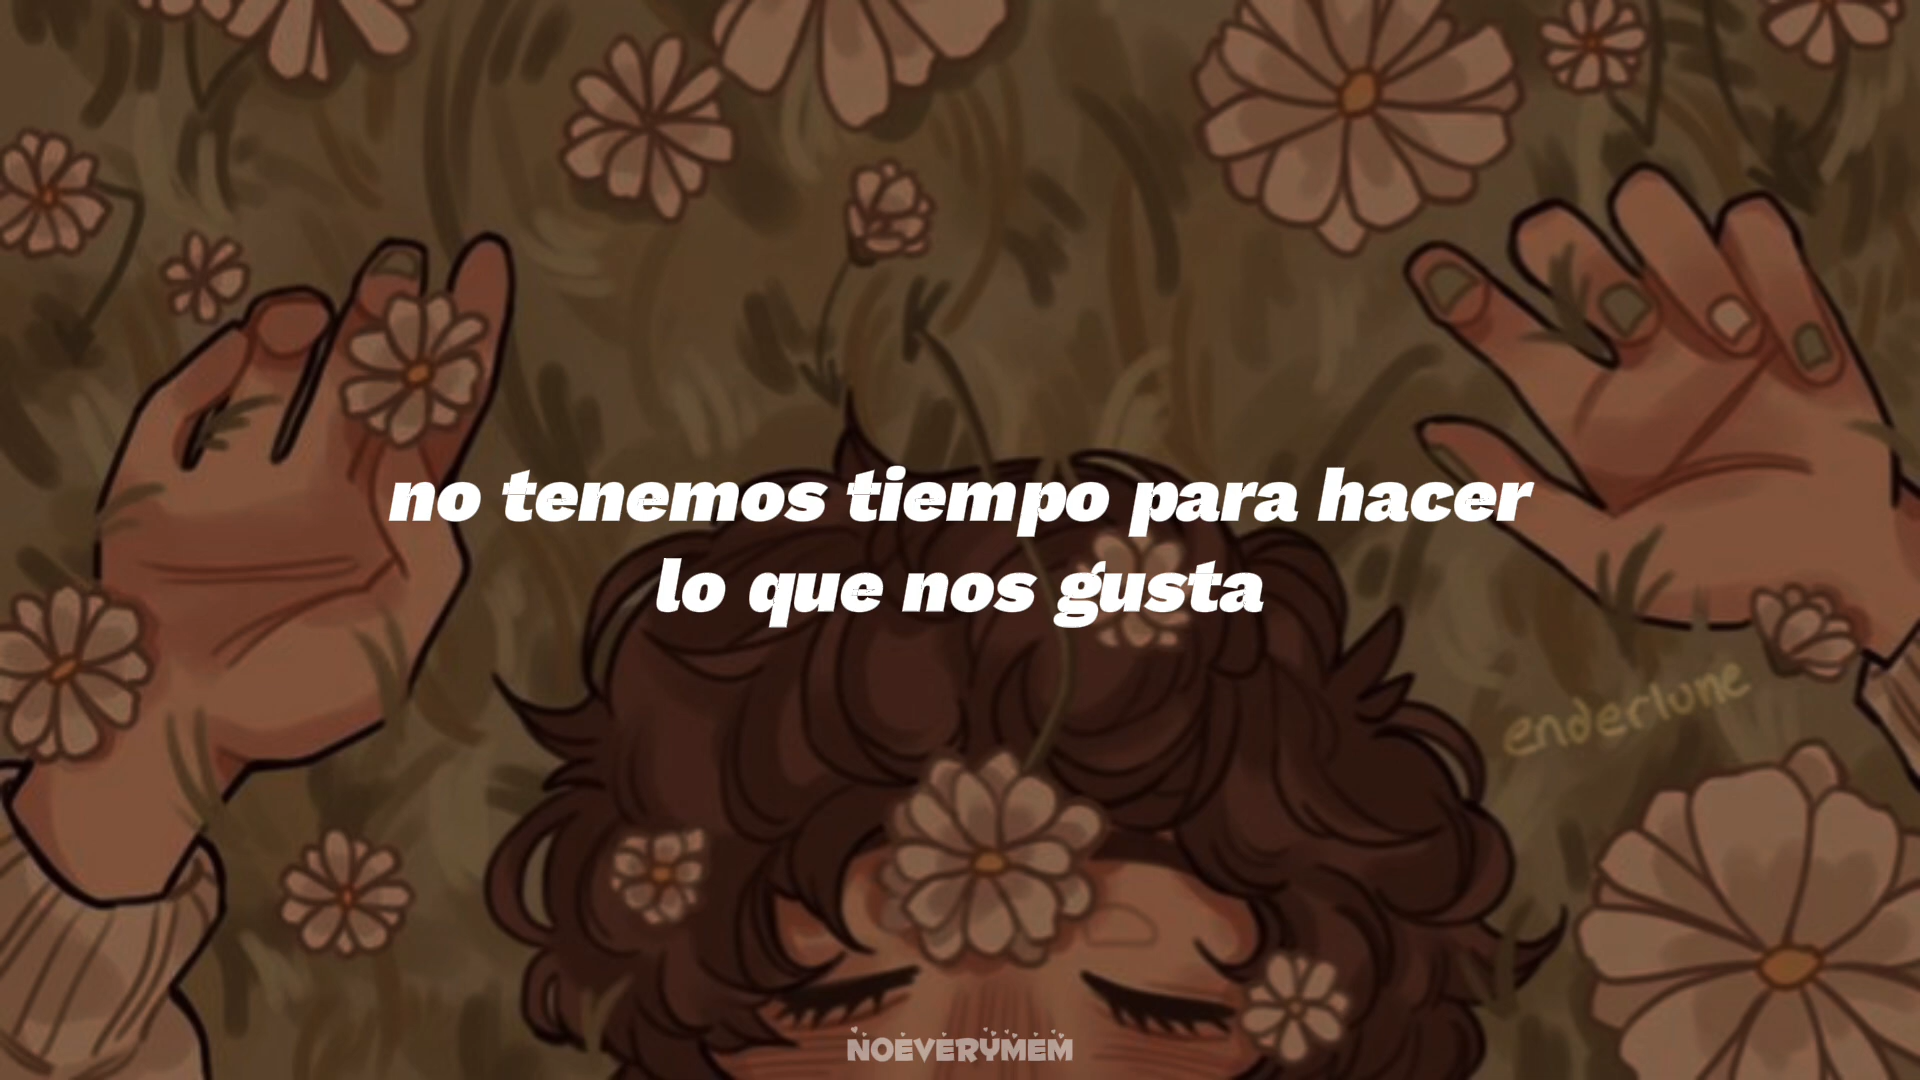 no tenemos tiempo para hacer
lo que nos gusta
enderlune
NOEVERYMEM